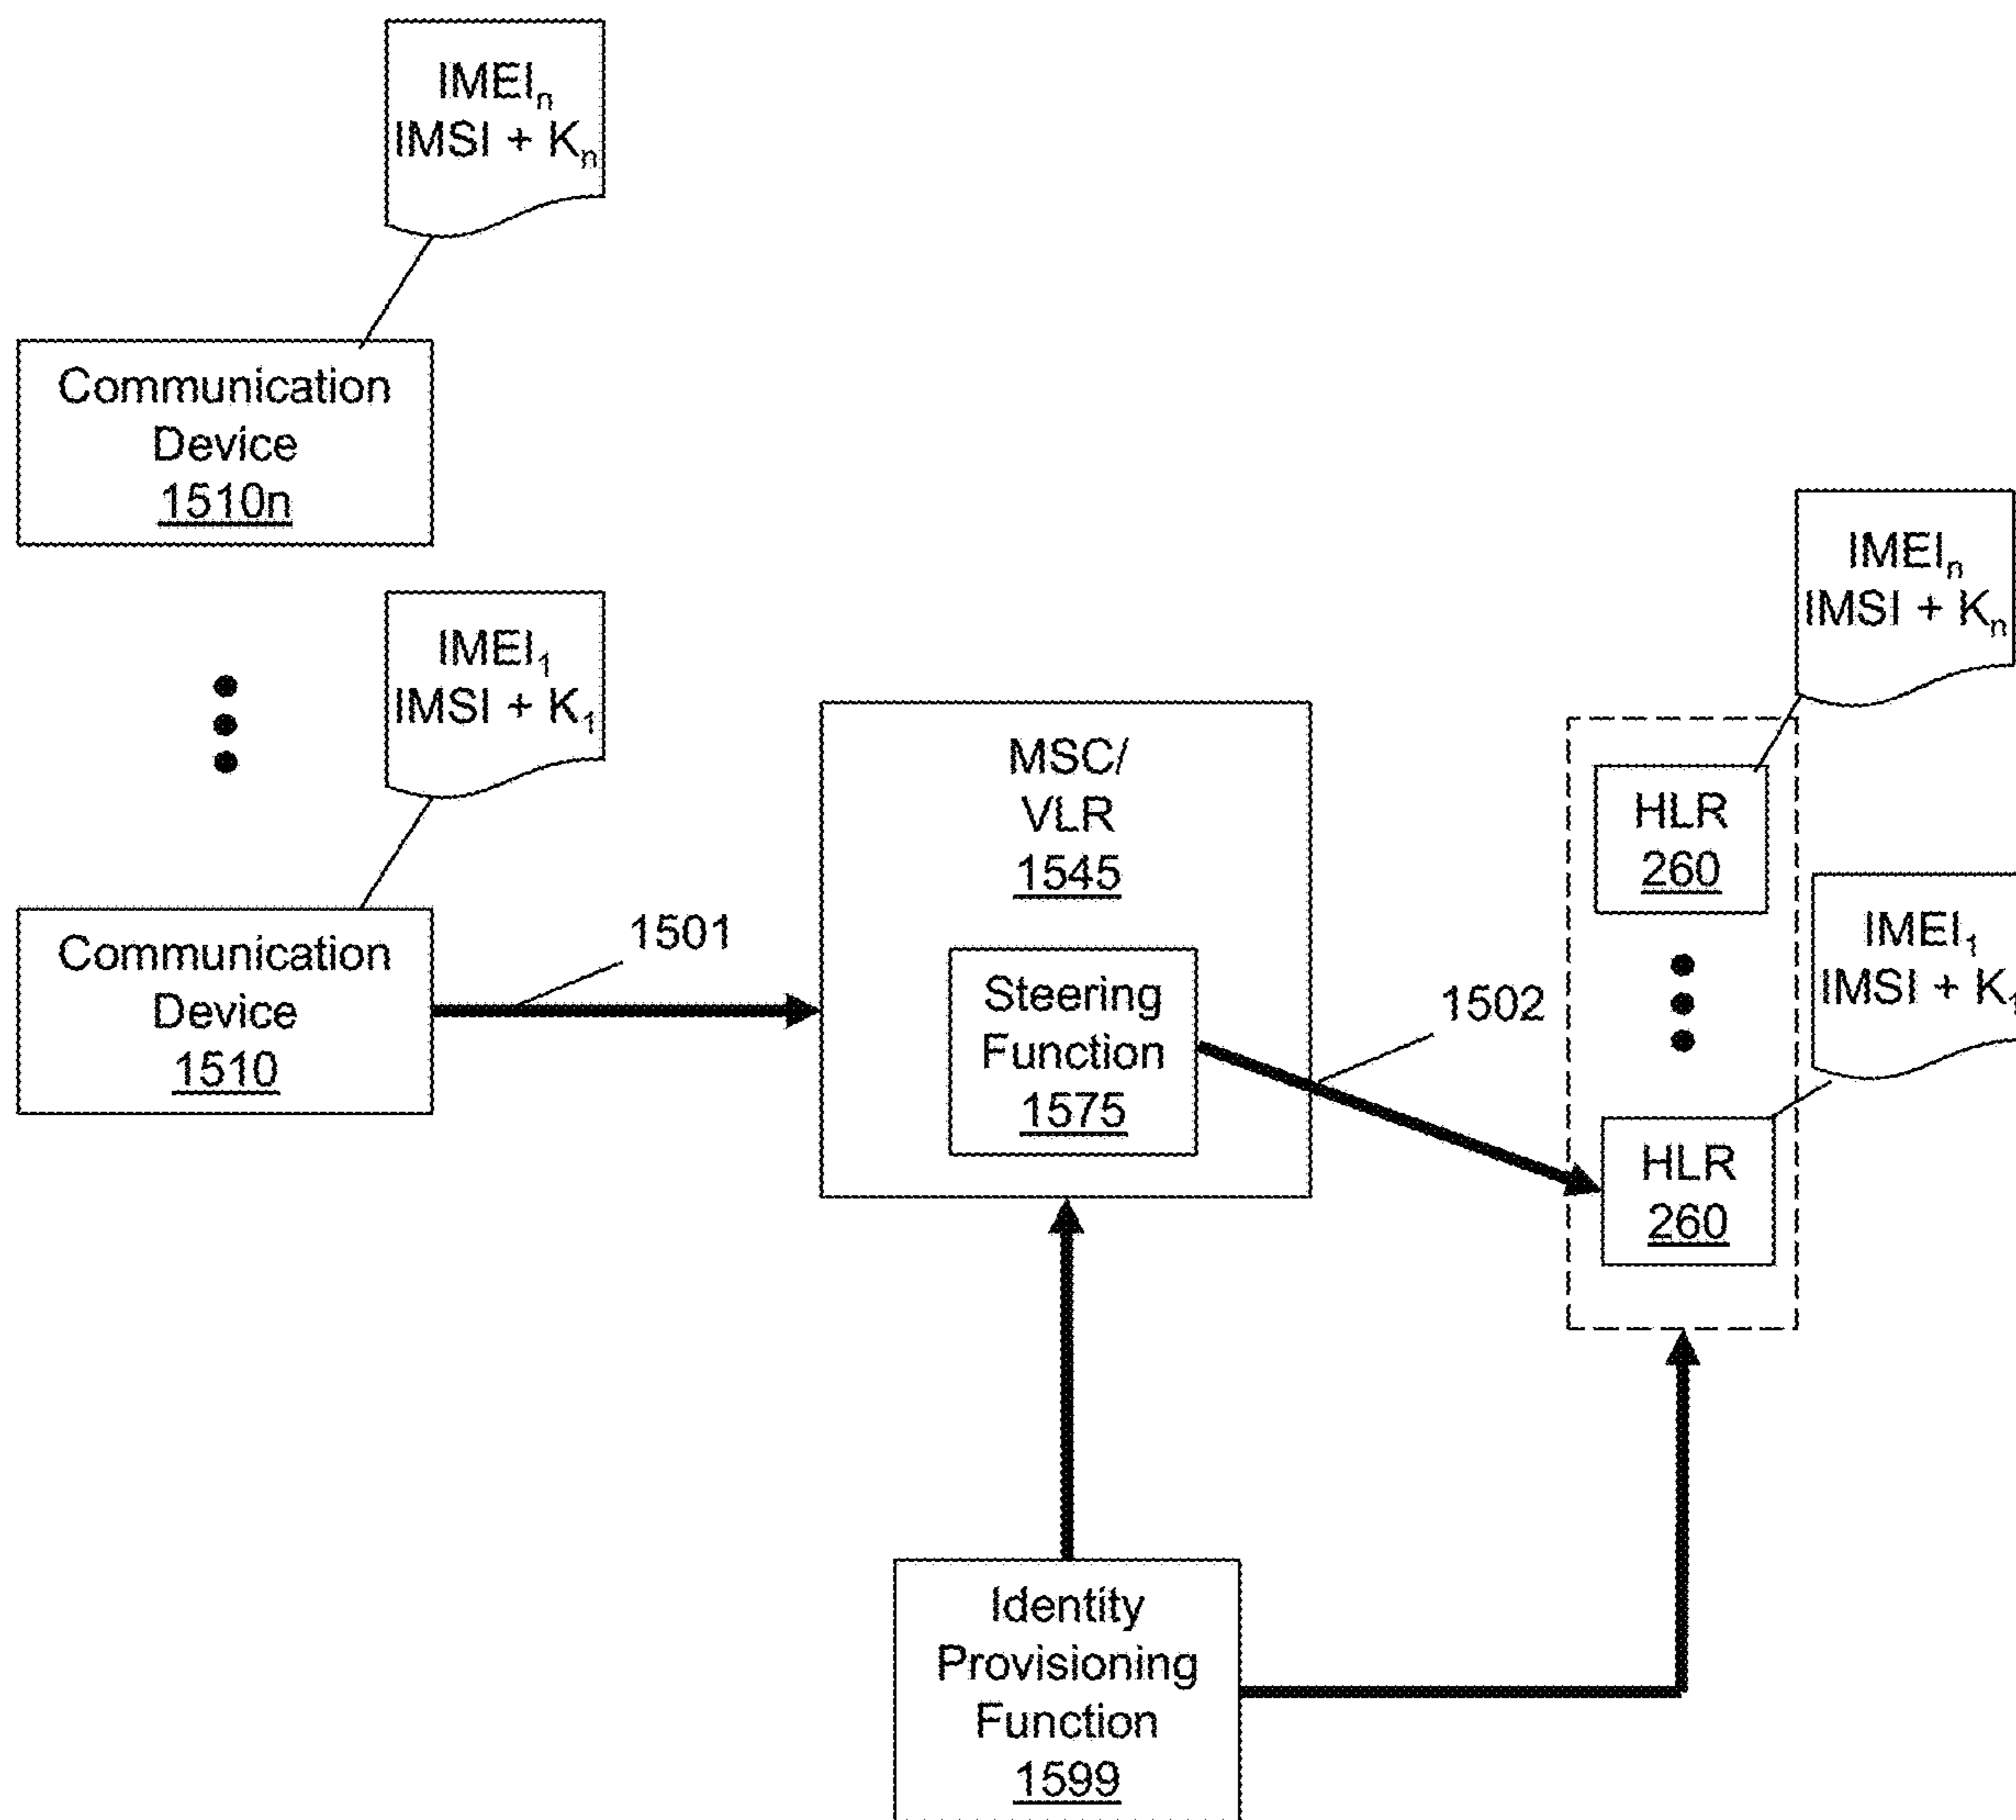 IMEIn
IMSI + Kn
Communication
Device
1510n
IMEI1
IMSI + K1
Communication
Device
1510
1501
MSC/
VLR
1545
Steering
Function
1575
1502
IMEIn
IMSI + Kn
HLR
260
IMEI1
IMSI + K1
HLR
260
Identity
Provisioning
Function
1599